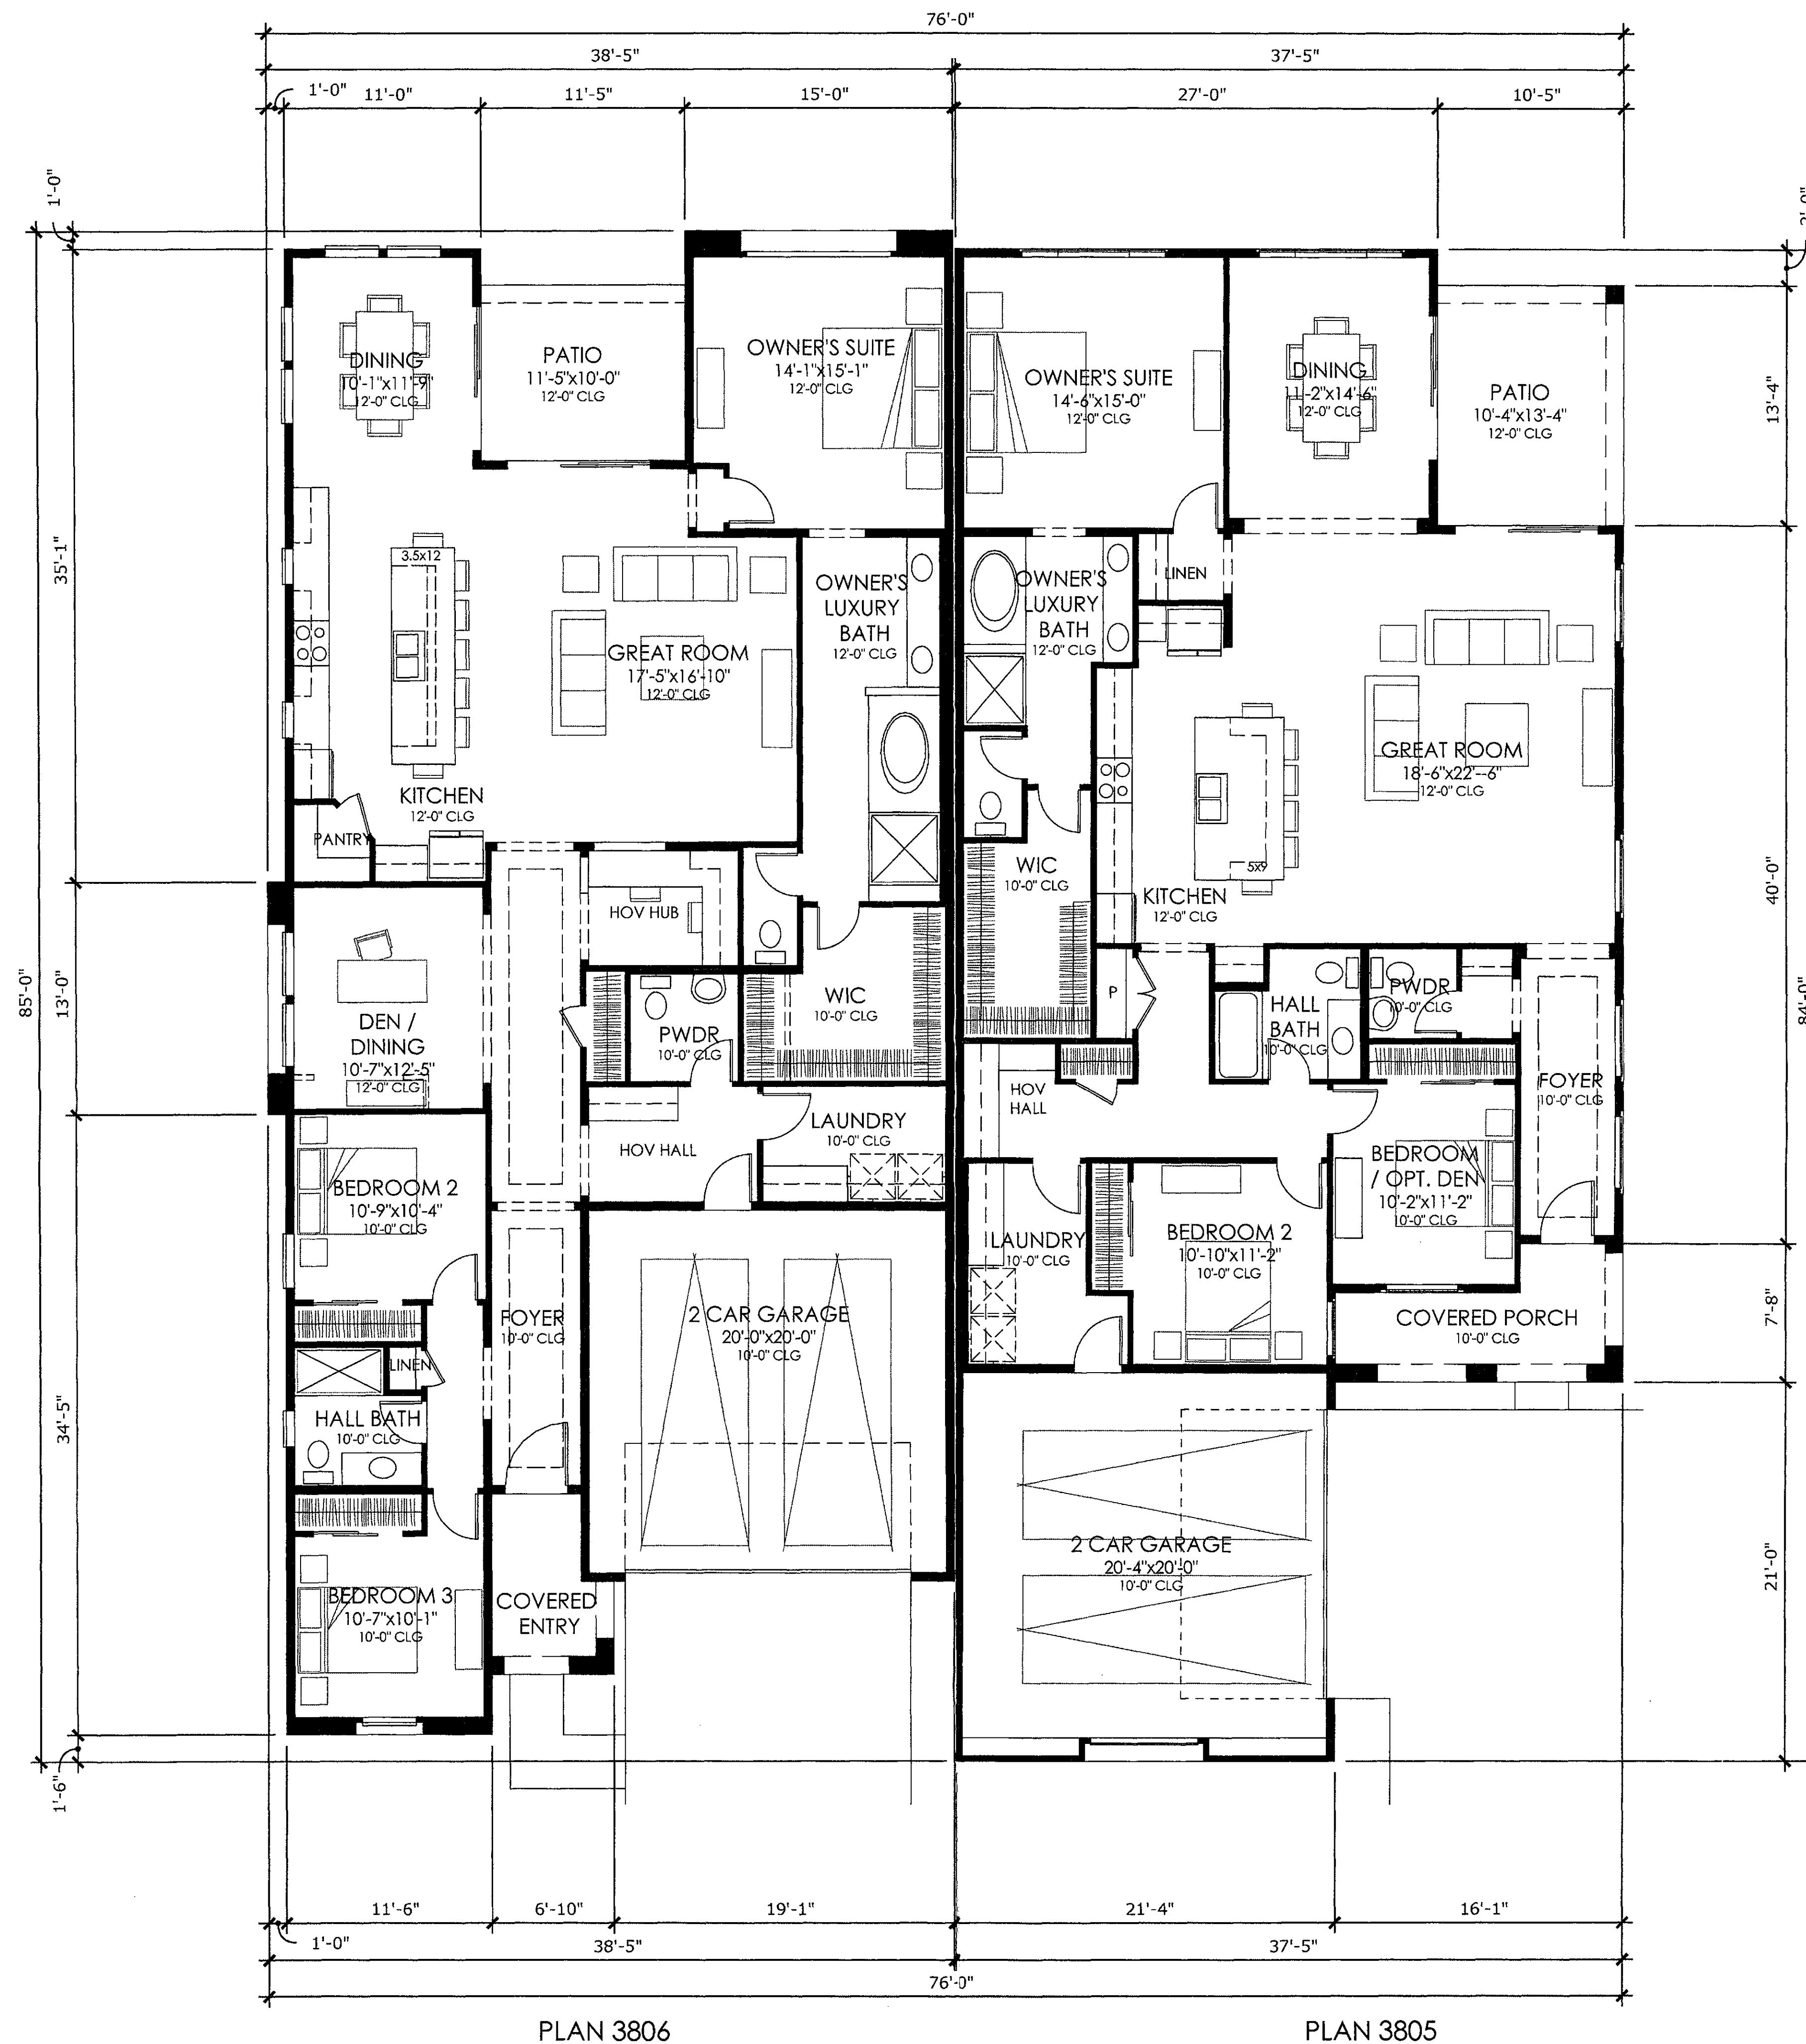 76'-0"
38'-5" 37'-5"
1'-0" 11'-0" 11'-5" 15'-0" 27'-0" 10'-5"
1'-0"
35'-1"
13'-0"
85'-0"
34'-5"
1'-6"
DINING
10'-1"x11'-9"
12'-0" CLG
PATIO
11'-5"x10'-0"
12'-0" CLG
OWNER'S SUITE
14'-1"x15'-1"
12'-0" CLG
3.5x12
OWNER'S
LUXURY
BATH
12'-0" CLG
GREAT ROOM
17'-5"x16'-10"
12'-0" CLG
KITCHEN
12'-0" CLG
PANTRY
HOV HUB
DEN /
DINING
10'-7"x12'-5"
12'-0" CLG
PWDR
10'-0" CLG
WIC
10'-0" CLG
LAUNDRY
10'-0" CLG
HOV HALL
BEDROOM 2
10'-9"x10'-4"
10'-0" CLG
FOYER
10'-0" CLG
2 CAR GARAGE
20'-0"x20'-0"
10'-0" CLG
LINEN
HALL BATH
10'-0" CLG
BEDROOM 3
10'-7"x10'-1"
10'-0" CLG
COVERED
ENTRY
OWNER'S SUITE
14'-6"x15'-0"
12'-0" CLG
DINING
11'-2"x14'-6"
12'-0" CLG
PATIO
10'-4"x13'-4"
12'-0" CLG
OWNER'S
LUXURY
BATH
12'-0" CLG
LINEN
GREAT ROOM
18'-6"x22'--6"
12'-0" CLG
5x9
WIC
10'-0" CLG
KITCHEN
12'-0" CLG
P
HALL
BATH
10'-0" CLG
PWDR
10'-0" CLG
HOV
HALL
FOYER
10'-0" CLG
BEDROOM
/ OPT. DEN
10'-2"x11'-2"
10'-0" CLG
LAUNDRY
10'-0" CLG
BEDROOM 2
10'-10"x11'-2"
10'-0" CLG
COVERED PORCH
10'-0" CLG
2 CAR GARAGE
20'-4"x20'-0"
10'-0" CLG
2'-0"
13'-4"
40'-0"
84'-0"
7'-8"
21'-0"
11'-6" 6'-10" 19'-1" 21'-4" 16'-1"
1'-0"
38'-5" 37'-5"
76'-0"
PLAN 3806 PLAN 3805